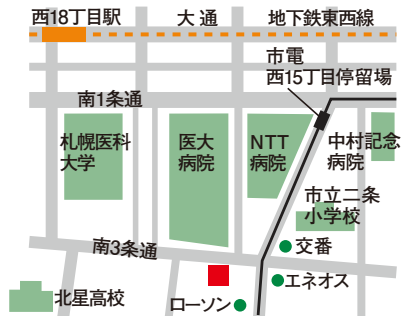 西18丁目駅
大通
地下鉄東西線
市電
西15丁目停留場
南1条通
札幌医科
大学
医大
病院
NTT
病院
中村記念
病院
市立二条
小学校
交番
南3条通
エネオス
北星高校
ローソン